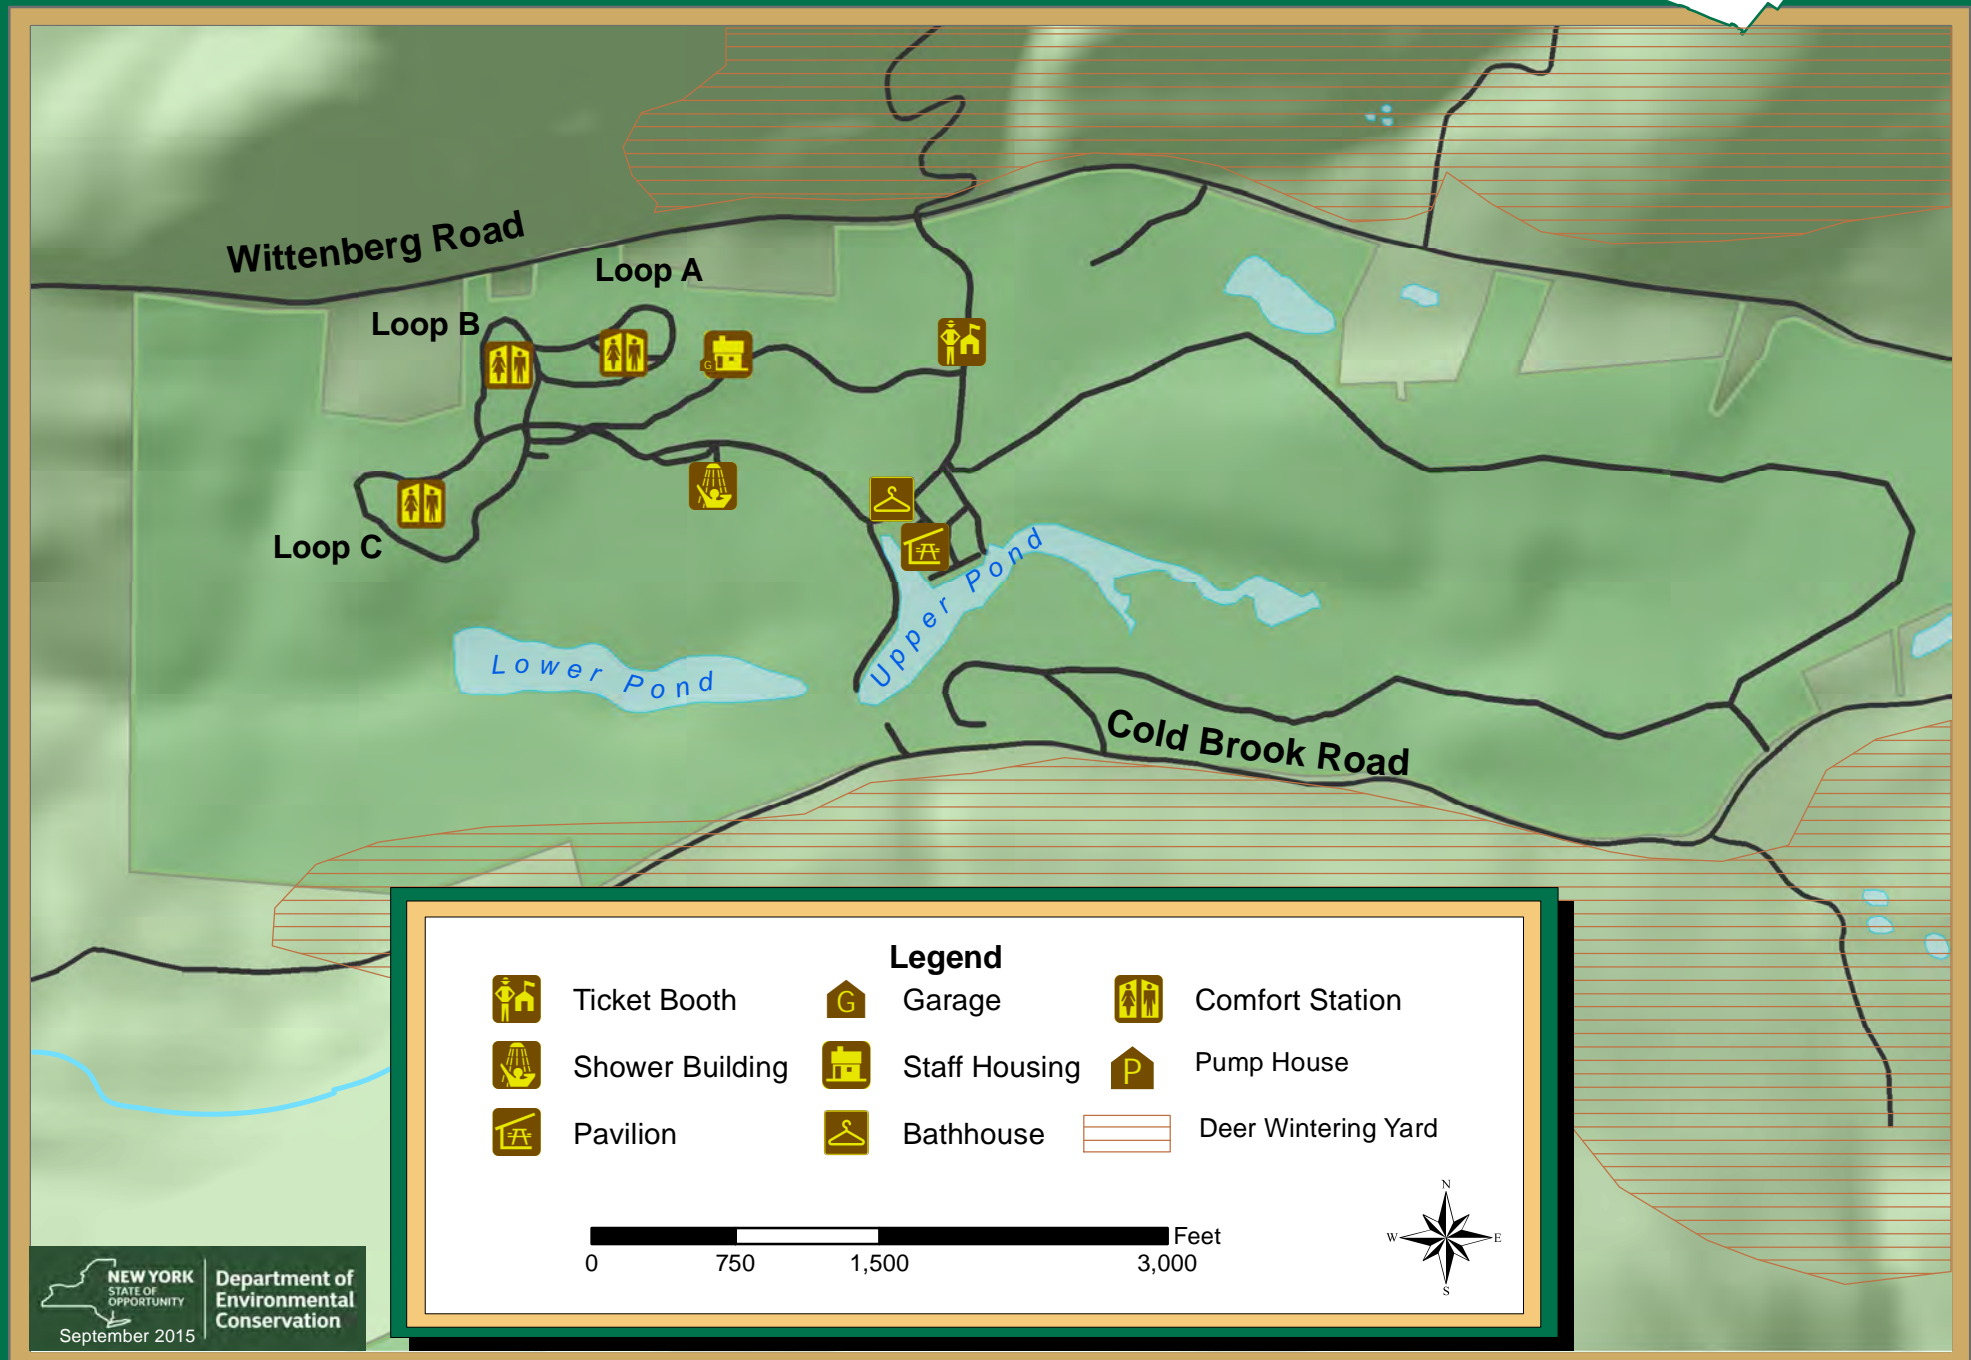 Wittenberg Road
Loop A
Loop B
G
Loop C
Upper Pond
Lower Pond
Cold Brook Road
Legend
Ticket Booth
G
Garage
Comfort Station
Shower Building
Staff Housing
P
Pump House
Pavilion
Bathhouse
Deer Wintering Yard
N
W
E
S
Feet
0
750
1,500
3,000
NEW YORK
STATE OF
OPPORTUNITY
Department of
Environmental
Conservation
September 2015